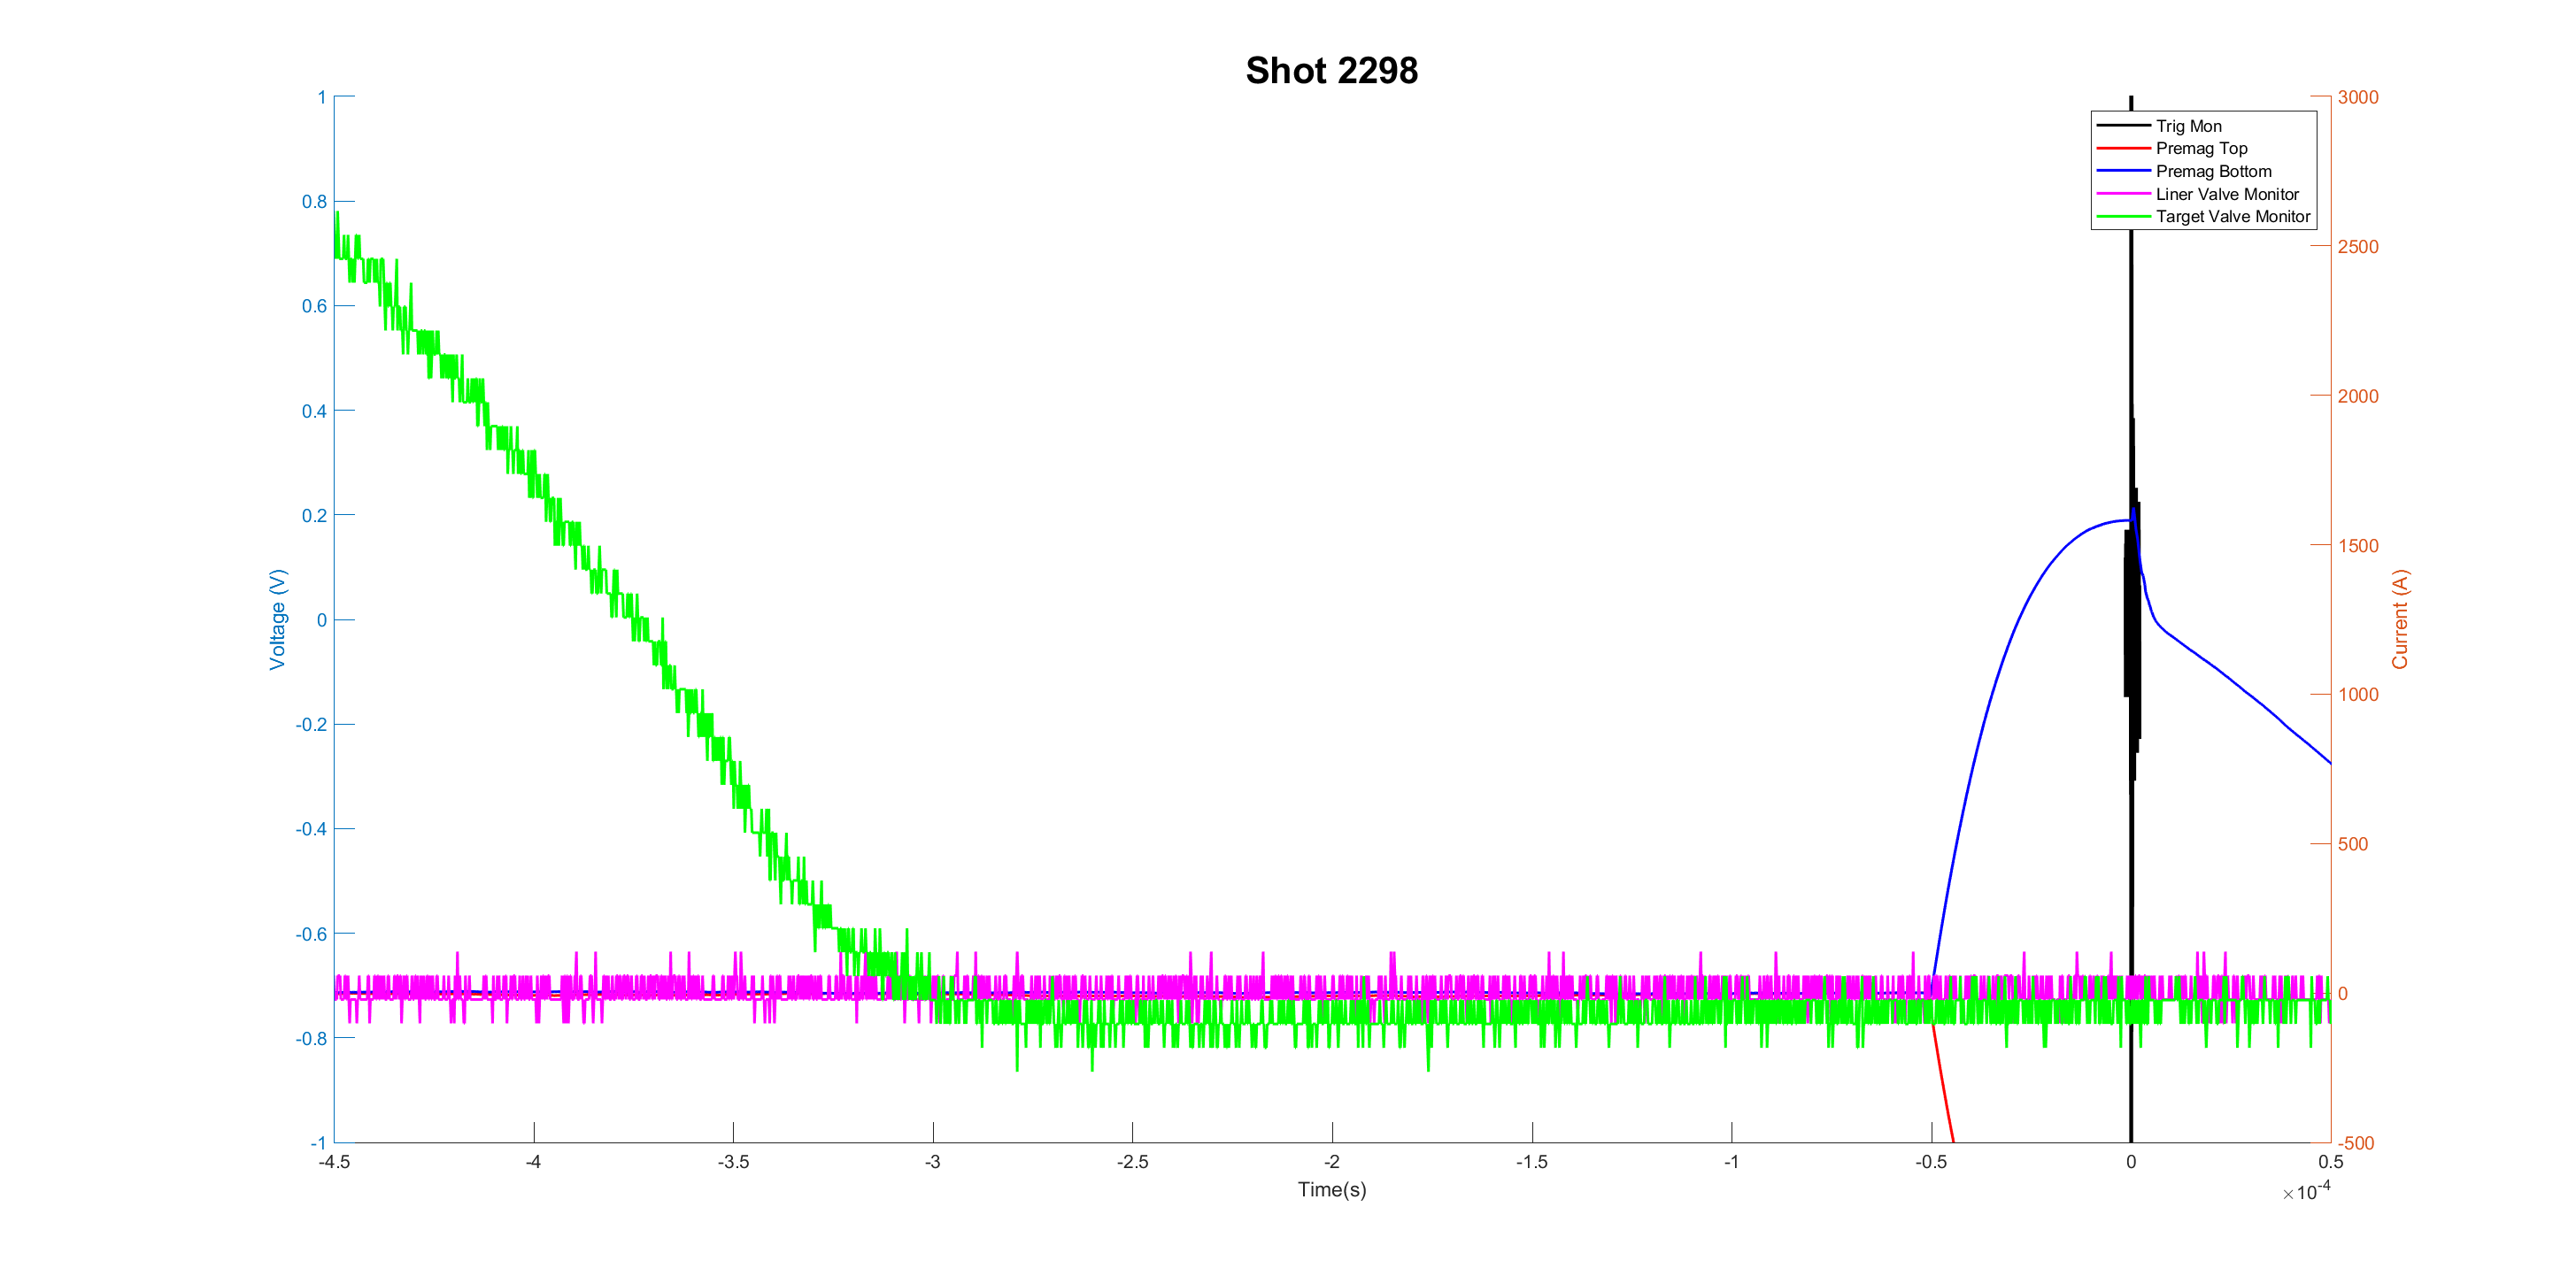 Shot 2298
Trig Mon
Premag Top
Premag Bottom
Liner Valve Monitor
Target Valve Monitor
1
0.8
0.6
0.4
0.2
0
-0.2
-0.4
-0.6
-0.8
-1
Voltage (V)
3000
2500
2000
1500
1000
500
0
-500
Current (A)
-4.5 -4 -3.5 -3 -2.5 -2 -1.5 -1 -0.5 0 0.5
Time(s)
×10-4